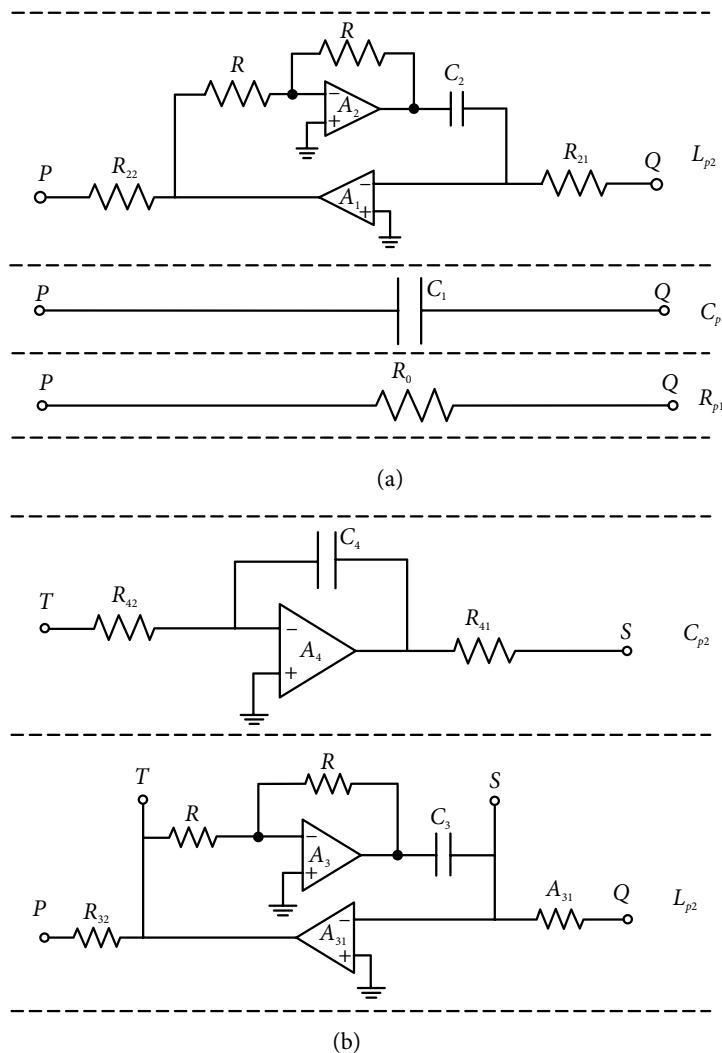 R
R
C2
A2
−
+
P
R22
R21
Q
Lp2
A1
−
+
P
C1
Q
Cp
P
R0
Q
Rp1
(a)
C4
T
R42
−
A4
+
R41
S
Cp2
T
R
S
R
C3
−
A3
+
P
R32
A31
−
+
A31
Q
Lp2
(b)